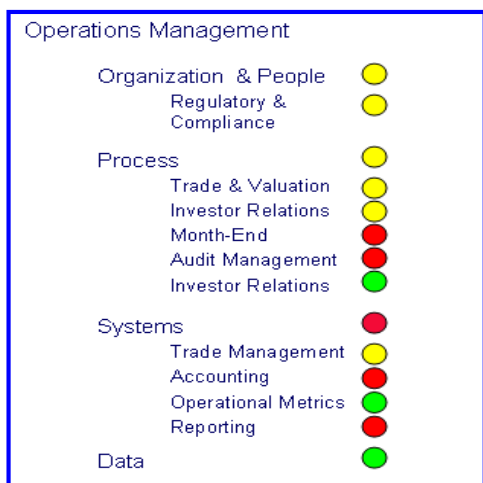 Operations Management
Organization & People
Regulatory &
Compliance
Process
Trade & Valuation
Investor Relations
Month-End
Audit Management
Investor Relations
Systems
Trade Management
Accounting
Operational Metrics
Reporting
Data